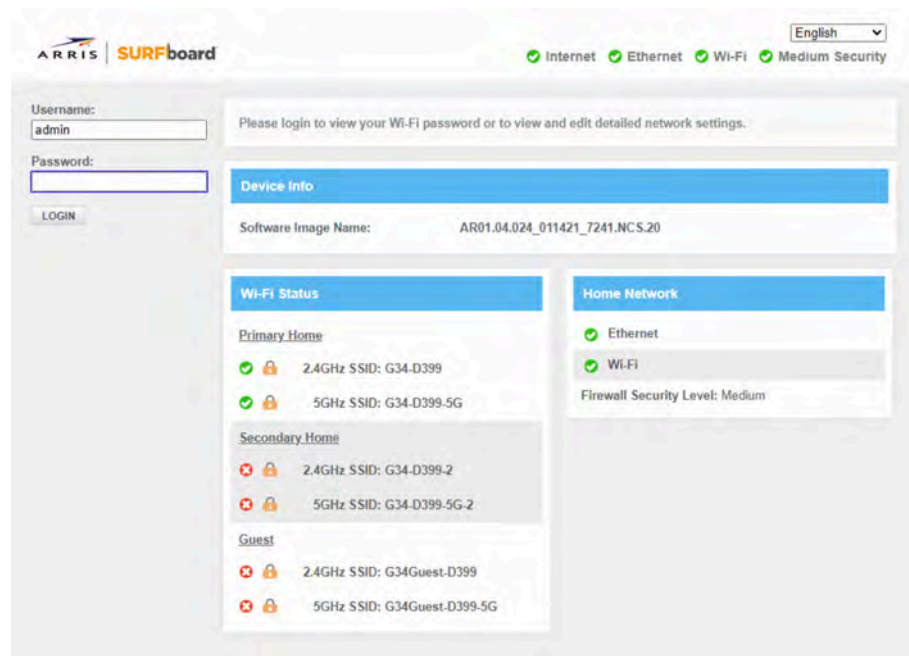 English
ARRIS SURFboard
Internet Ethernet Wi-Fi Medium Security
Username:
admin
Password:
LOGIN
Please login to view your Wi-Fi password or to view and edit detailed network settings.
Device Info
Software Image Name: AR01.04.024_011421_7241.NCS.20
Wi-Fi Status
Primary Home
2.4GHz SSID: G34-D399
5GHz SSID: G34-D399-5G
Secondary Home
2.4GHz SSID: G34-D399-2
5GHz SSID: G34-D399-5G-2
Guest
2.4GHz SSID: G34Guest-D399
5GHz SSID: G34Guest-D399-5G
Home Network
Ethernet
Wi-Fi
Firewall Security Level: Medium